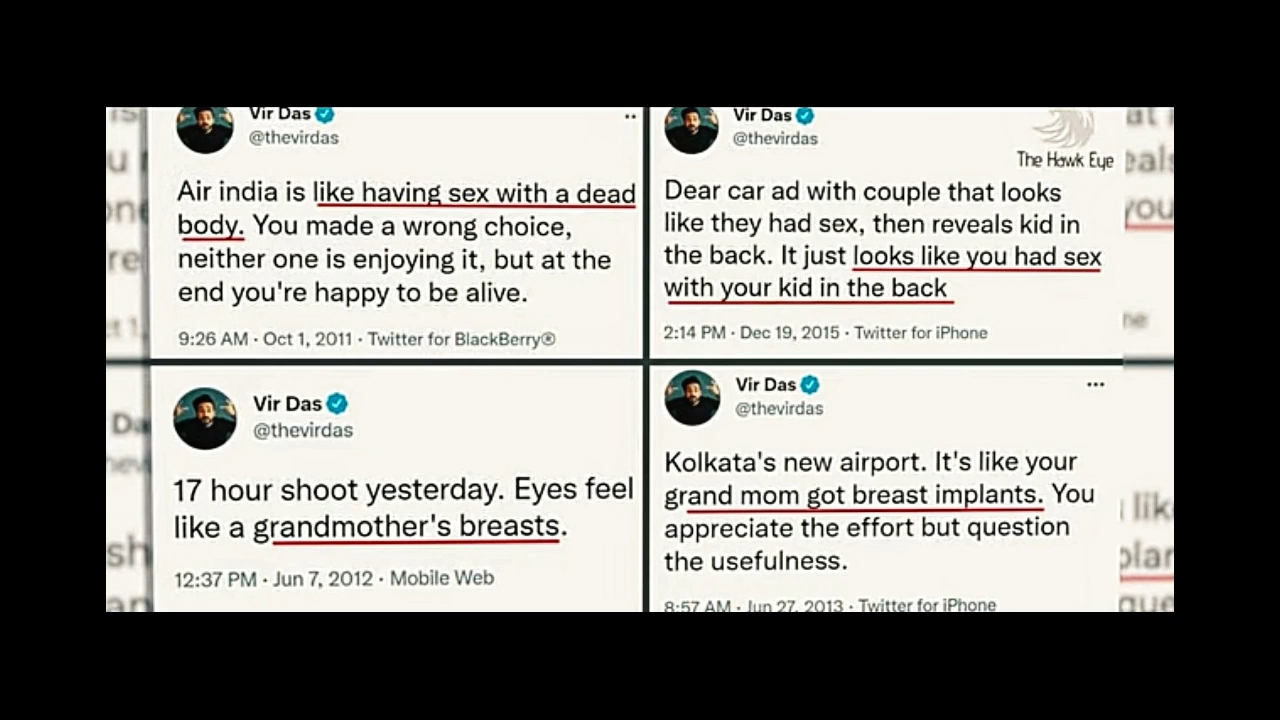 Vir Das
@thevirdas
Air india is like having sex with a dead
body. You made a wrong choice,
neither one is enjoying it, but at the
end you're happy to be alive.
9:26 AM · Oct 1, 2011 · Twitter for BlackBerry®
Vir Das
@thevirdas
The Hawk Eye
Dear car ad with couple that looks
like they had sex, then reveals kid in
the back. It just looks like you had sex
with your kid in the back
2:14 PM · Dec 19, 2015 · Twitter for iPhone
Vir Das
@thevirdas
17 hour shoot yesterday. Eyes feel
like a grandmother's breasts.
12:37 PM · Jun 7, 2012 · Mobile Web
Vir Das
@thevirdas
Kolkata's new airport. It's like your
grand mom got breast implants. You
appreciate the effort but question
the usefulness.
8:57 AM · Jun 27, 2013 · Twitter for iPhone